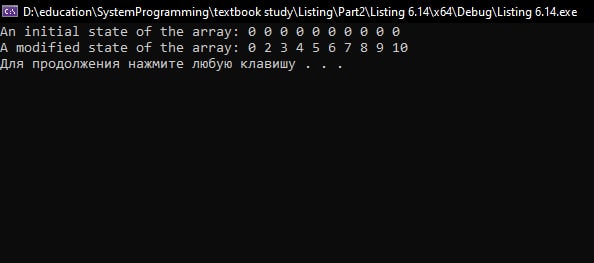 D:\education\SystemProgramming\textbook study\Listing\Part2\Listing 6.14\x64\Debug\Listing 6.14.exe
An initial state of the array: 0 0 0 0 0 0 0 0 0 0
A modified state of the array: 0 2 3 4 5 6 7 8 9 10
Для продолжения нажмите любую клавишу . . .